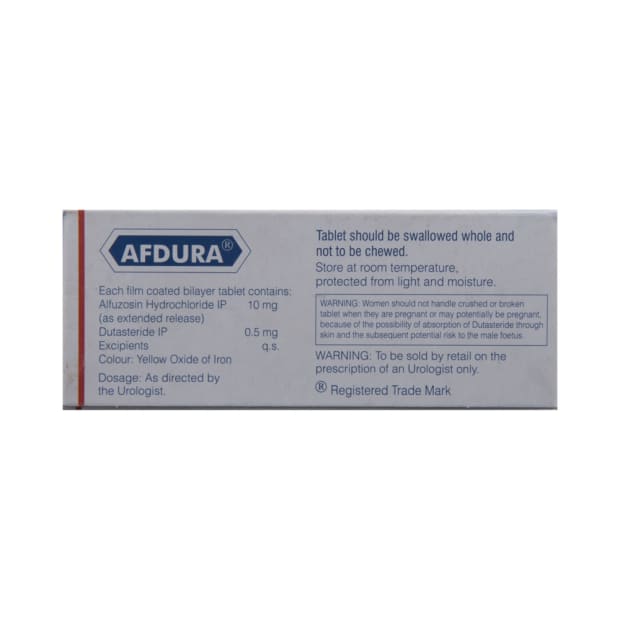 AFDURA®
Each film coated bilayer tablet contains:
Alfuzosin Hydrochloride IP 10 mg
(as extended release)
Dutasteride IP 0.5 mg
Excipients q.s.
Colour: Yellow Oxide of Iron
Dosage: As directed by
the Urologist.
Tablet should be swallowed whole and
not to be chewed.
Store at room temperature,
protected from light and moisture.
WARNING: Women should not handle crushed or broken
tablet when they are pregnant or may potentially be pregnant,
because of the possibility of absorption of Dutasteride through
skin and the subsequent potential risk to the male foetus.
WARNING: To be sold by retail on the
prescription of an Urologist only.
® Registered Trade Mark